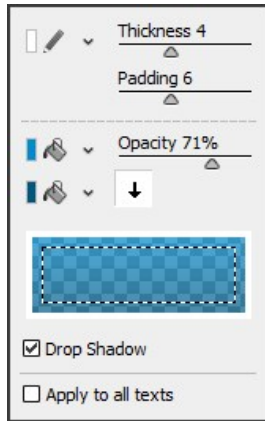 Thickness 4
Padding 6
Opacity 71%
Drop Shadow
Apply to all texts